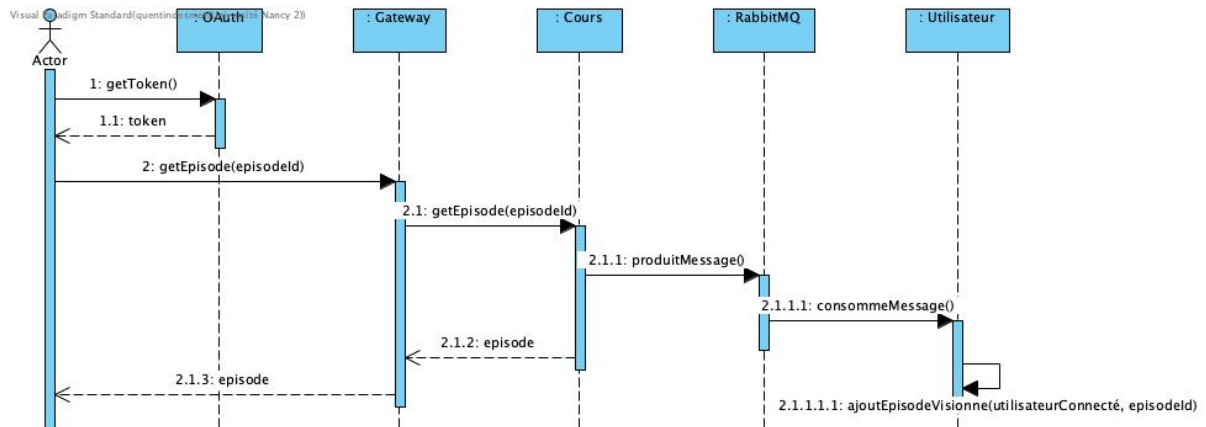 Visual Paradigm Standard(quentindesme Nancy 2))
: OAuth
: Gateway
: Cours
: RabbitMQ
: Utilisateur
Actor
1: getToken()
1.1: token
2: getEpisode(episodeId)
2.1: getEpisode(episodeId)
2.1.1: produitMessage()
2.1.1.1: consommeMessage()
2.1.2: episode
2.1.3: episode
2.1.1.1.1: ajoutEpisodeVisionne(utilisateurConnecté, episodeId)